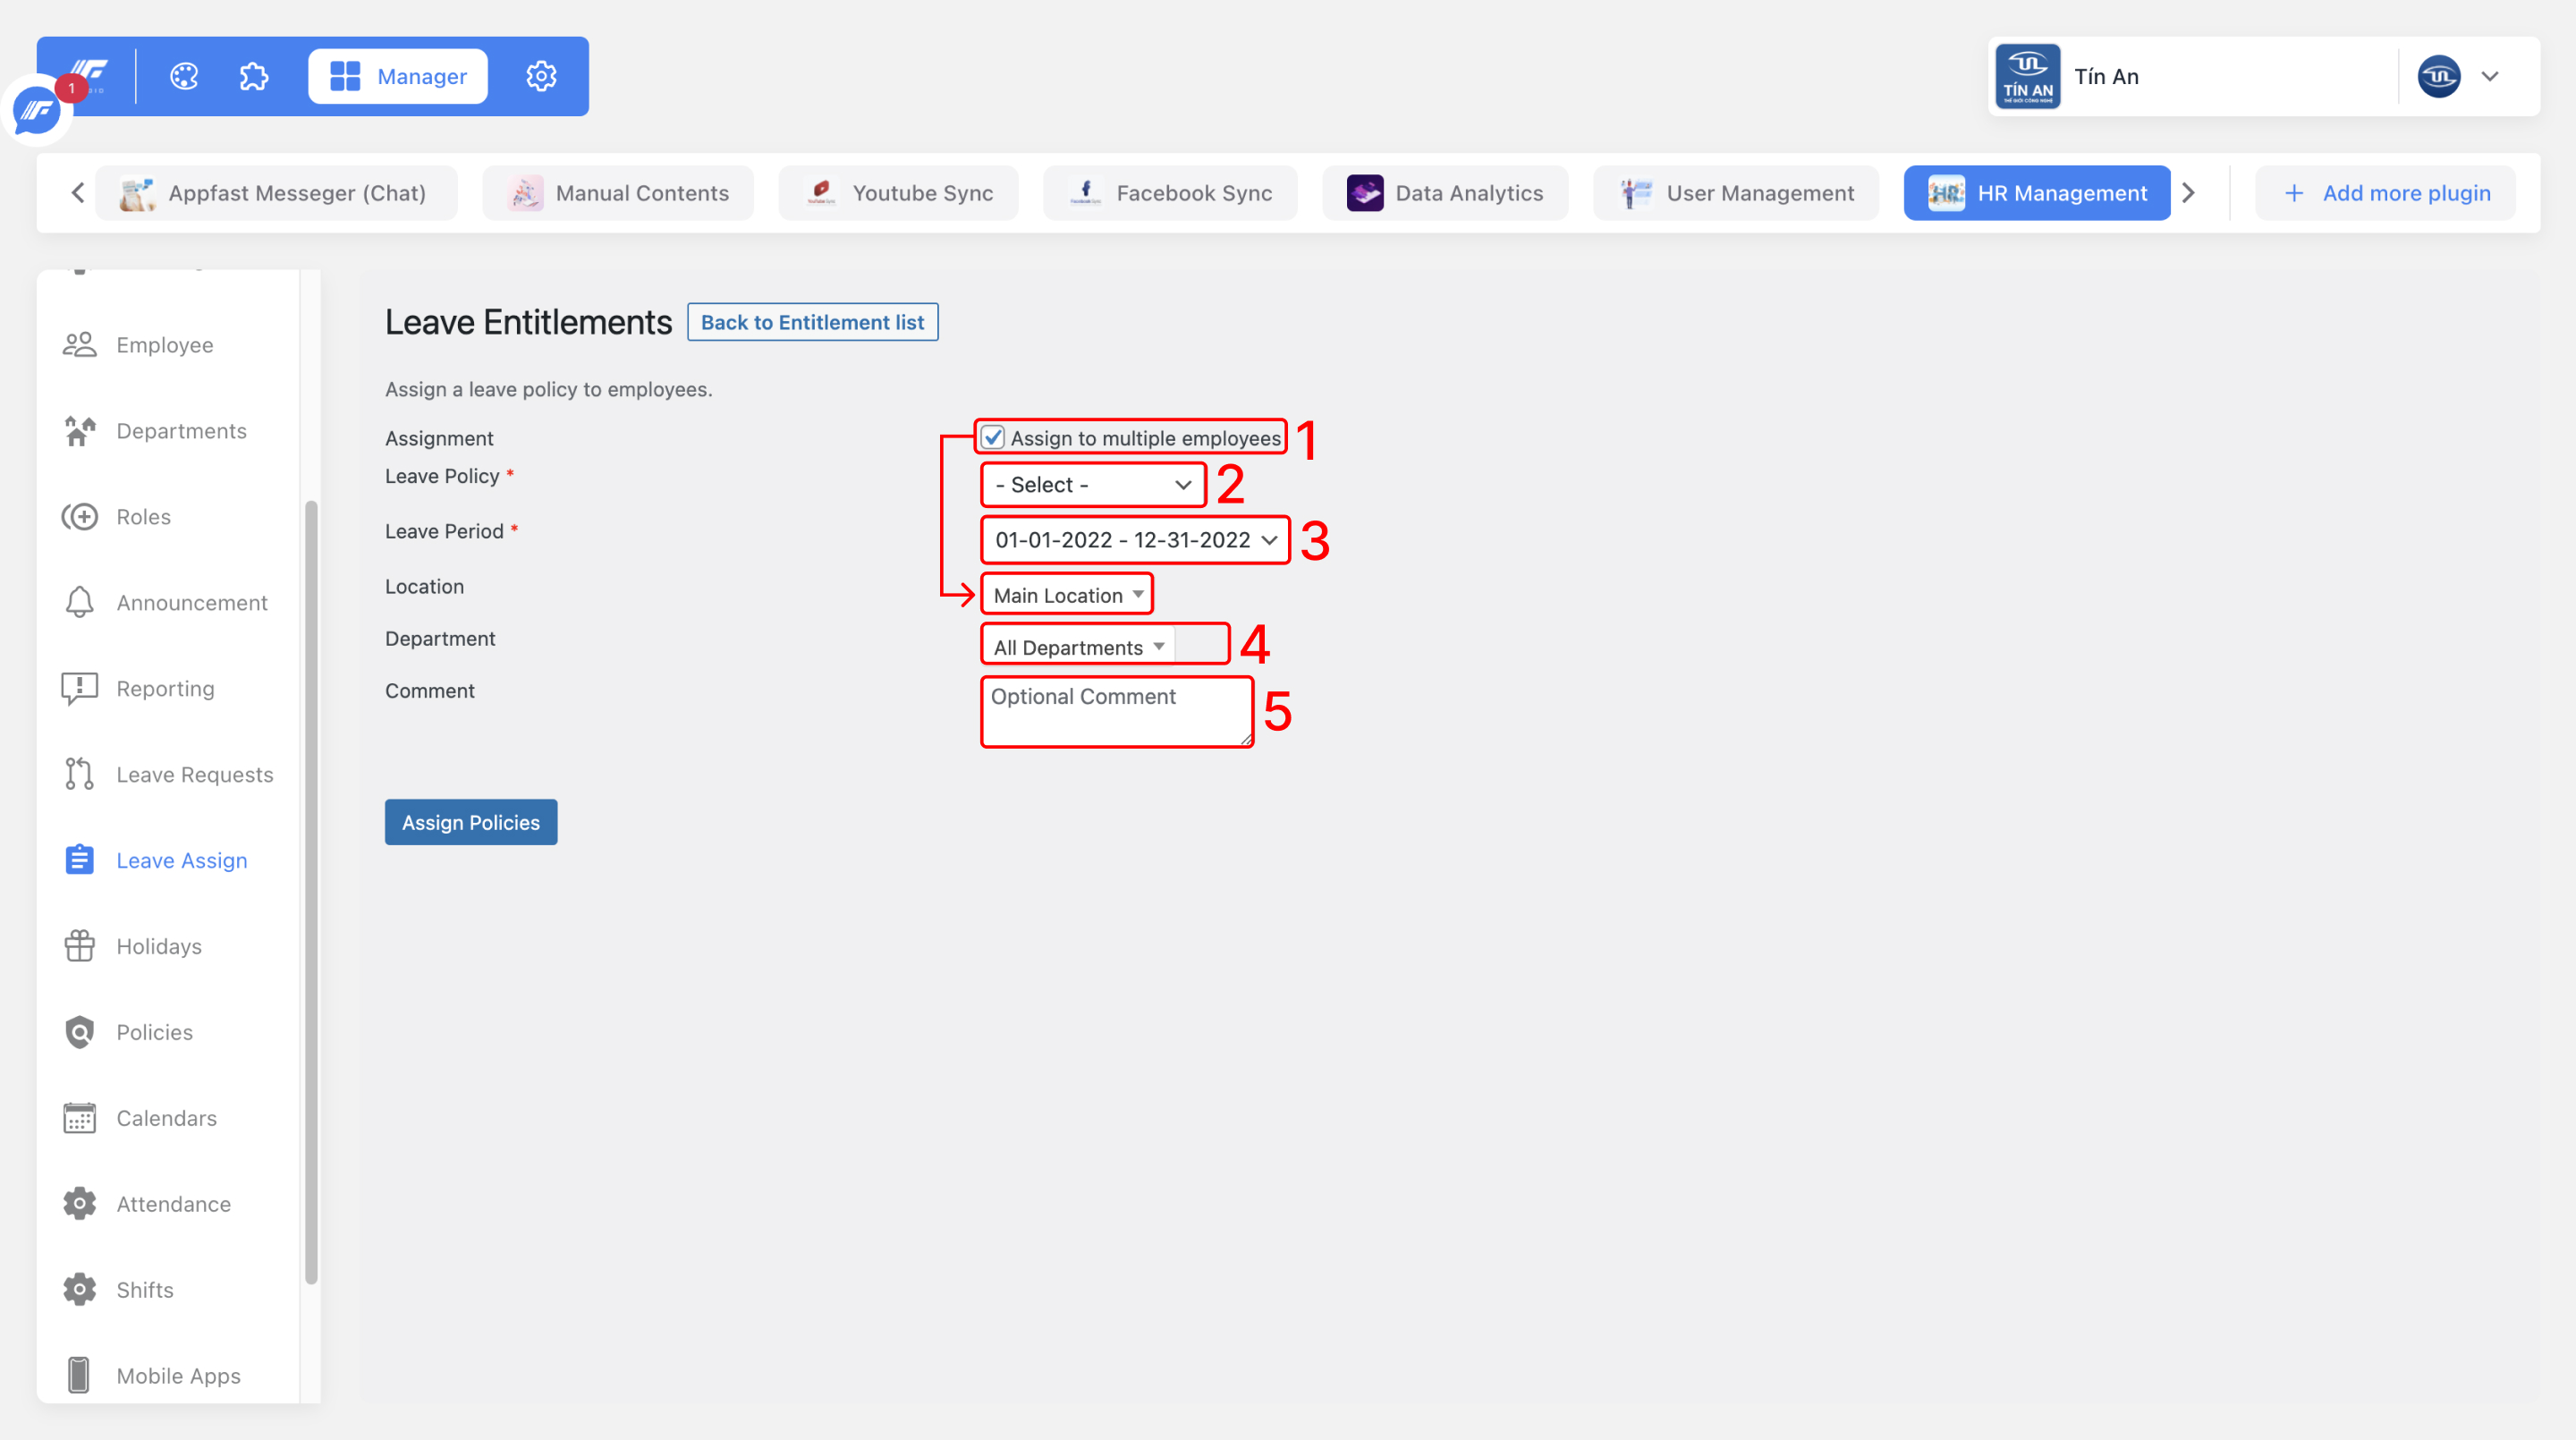 Manager
Tín An
TÍN AN
THẾ GIỚI CÔNG NGHỆ
1
Appfast Messeger (Chat)
Manual Contents
Youtube Sync
Facebook Sync
Data Analytics
User Management
HR Management
+ Add more plugin
Employee
Departments
Roles
Announcement
Reporting
Leave Requests
Leave Assign
Holidays
Policies
Calendars
Attendance
Shifts
Mobile Apps
Leave Entitlements
Back to Entitlement list
Assign a leave policy to employees.
Assignment
Assign to multiple employees 1
Leave Policy *
- Select - 2
Leave Period *
01-01-2022 - 12-31-2022 3
Location
Main Location
Department
All Departments 4
Comment
Optional Comment 5
Assign Policies